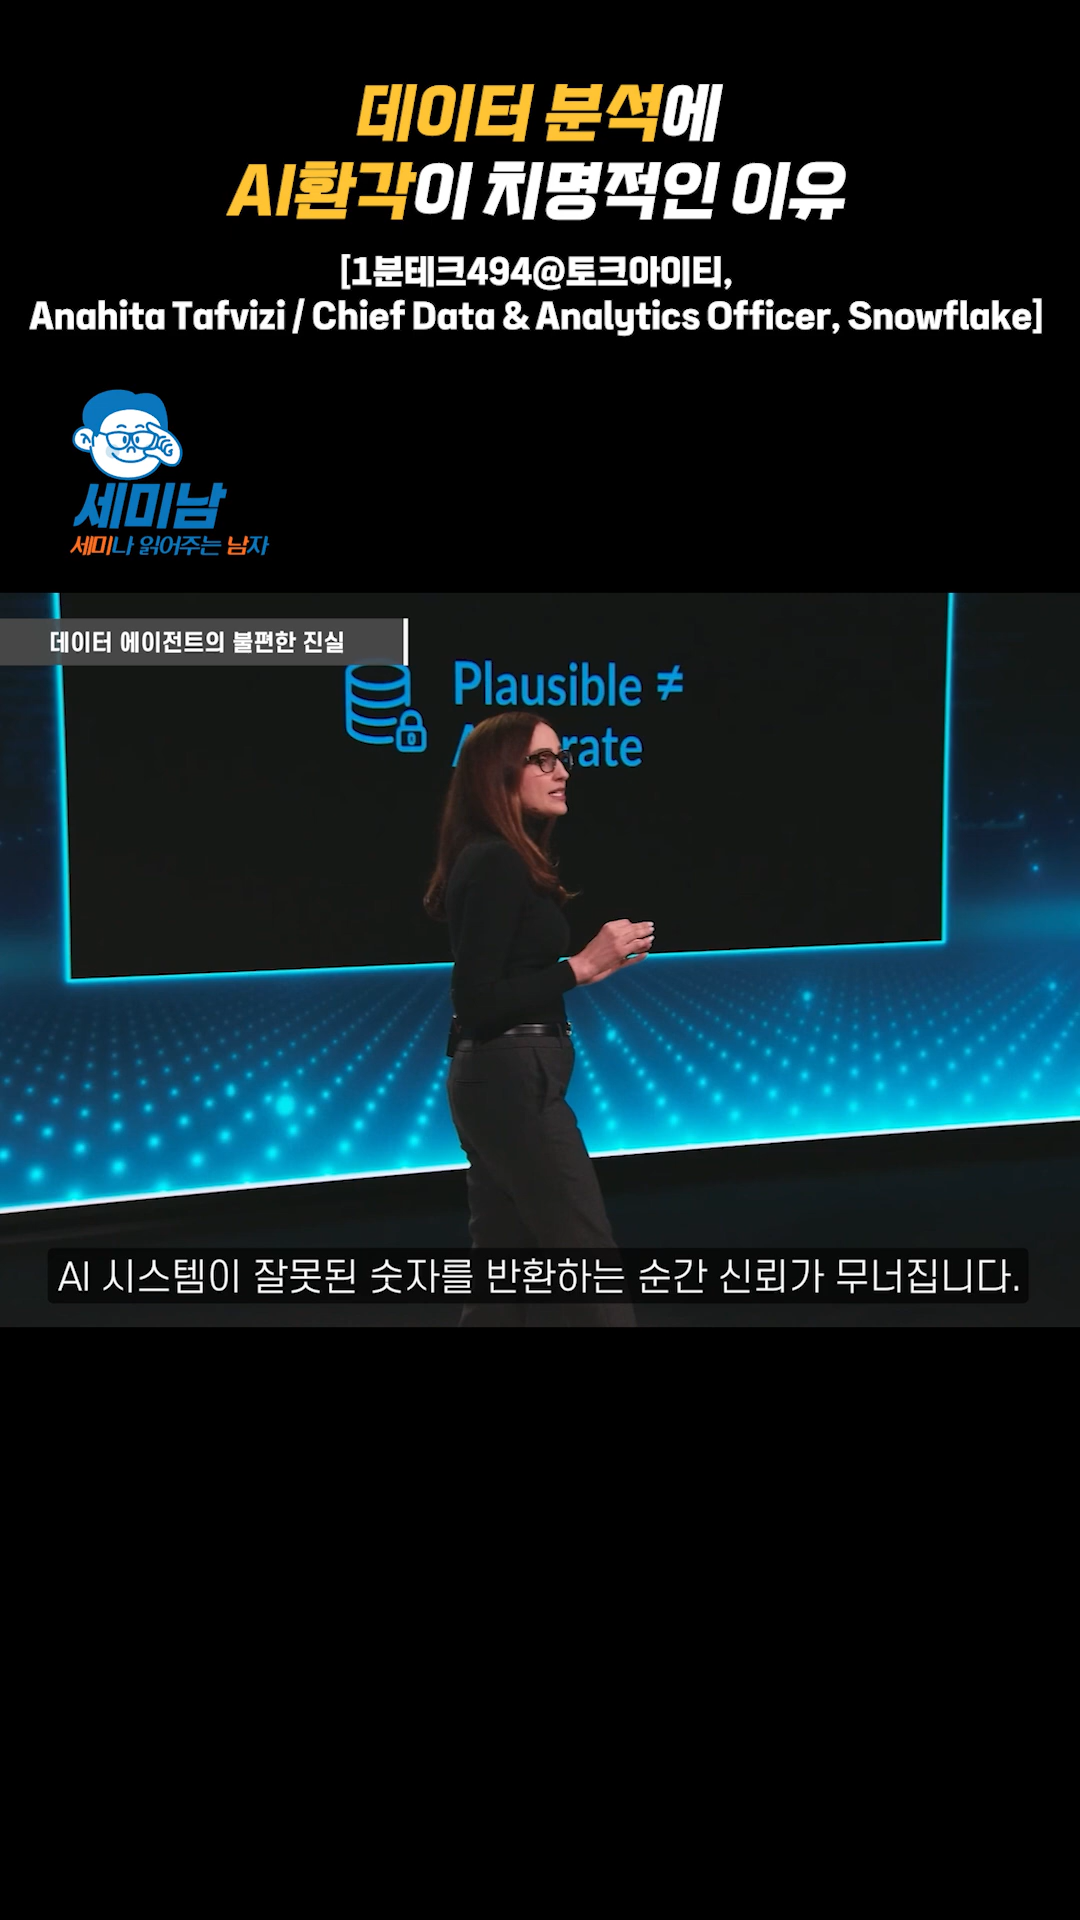 데이터 분석에
AI환각이 치명적인 이유
[1분테크494@토크아이티,
Anahita Tafvizi / Chief Data & Analytics Officer, Snowflake]
세미남
세미나 읽어주는 남자
데이터 에이전트의 불편한 진실
Plausible ≠
AI 시스템이 잘못된 숫자를 반환하는 순간 신뢰가 무너집니다.